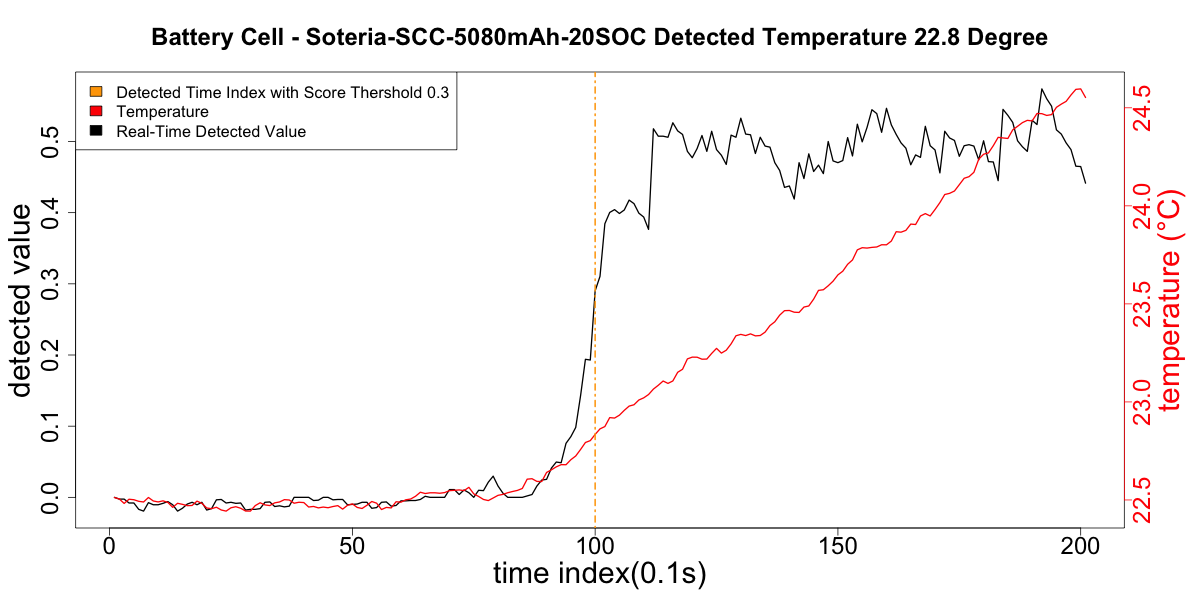 Battery Cell - Soteria-SCC-5080mAh-20SOC Detected Temperature 22.8 Degree
Detected Time Index with Score Thershold 0.3
Temperature
Real-Time Detected Value
detected value
0.0
0.1
0.2
0.3
0.4
0.5
temperature (°C)
22.5
23.0
23.5
24.0
24.5
0
50
100
150
200
time index(0.1s)